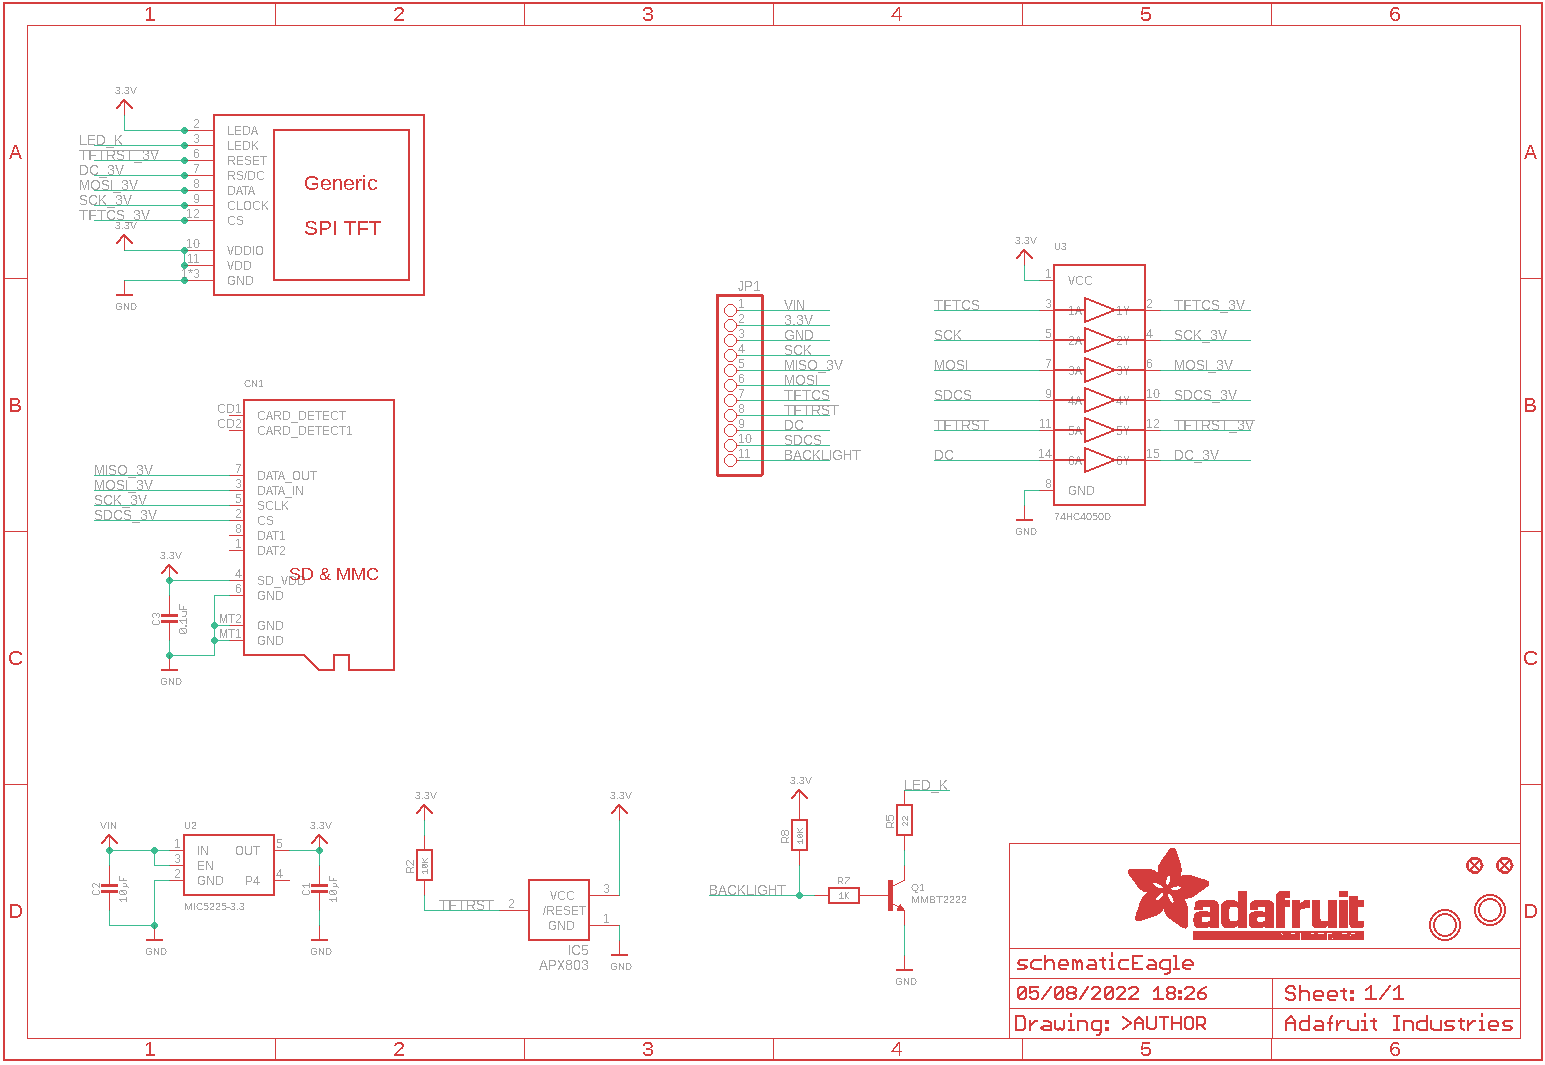 1 2 3 4 5 6
A A
B B
C C
D D
3.3V
LED_K
TFTRST_3V
DC_3V
MOSI_3V
SCK_3V
TFTCS_3V
3.3V
GND
2 LEDA
3 LEDK
6 RESET
7 RS/DC
8 DATA
9 CLOCK
12 CS
10 VDDIO
11 VDD
*3 GND
Generic
SPI TFT
CN1
CD1 CARD_DETECT
CD2 CARD_DETECT1
MISO_3V 7 DATA_OUT
MOSI_3V 3 DATA_IN
SCK_3V 5 SCLK
SDCS_3V 2 CS
8 DAT1
1 DAT2
3.3V
4 SD_VDD
SD & MMC
6 GND
MT2 GND
MT1 GND
C3
0.1uF
GND
JP1
1 VIN
2 3.3V
3 GND
4 SCK
5 MISO_3V
6 MOSI
7 TFTCS
8 TFTRST
9 DC
10 SDCS
11 BACKLIGHT
3.3V
U3
1 VCC
TFTCS 3 1A 1Y 2 TFTCS_3V
SCK 5 2A 2Y 4 SCK_3V
MOSI 7 3A 3Y 6 MOSI_3V
SDCS 9 4A 4Y 10 SDCS_3V
TFTRST 11 5A 5Y 12 TFTRST_3V
DC 14 6A 6Y 15 DC_3V
8 GND
74HC4050D
GND
VIN
U2
3.3V
1 IN OUT 5
3 EN
2 GND P4 4
MIC5225-3.3
C2
10µF
C1
10µF
GND
GND
3.3V
R2
10K
TFTRST 2
3.3V
VCC 3
/RESET
GND 1
IC5
APX803
GND
3.3V
R8
10K
BACKLIGHT
R7
1K
LED_K
R5
22
Q1
MMBT2222
GND
adafruit
schematicEagle
05/08/2022 18:26
Sheet: 1/1
Drawing: >AUTHOR
Adafruit Industries
1 2 3 4 5 6